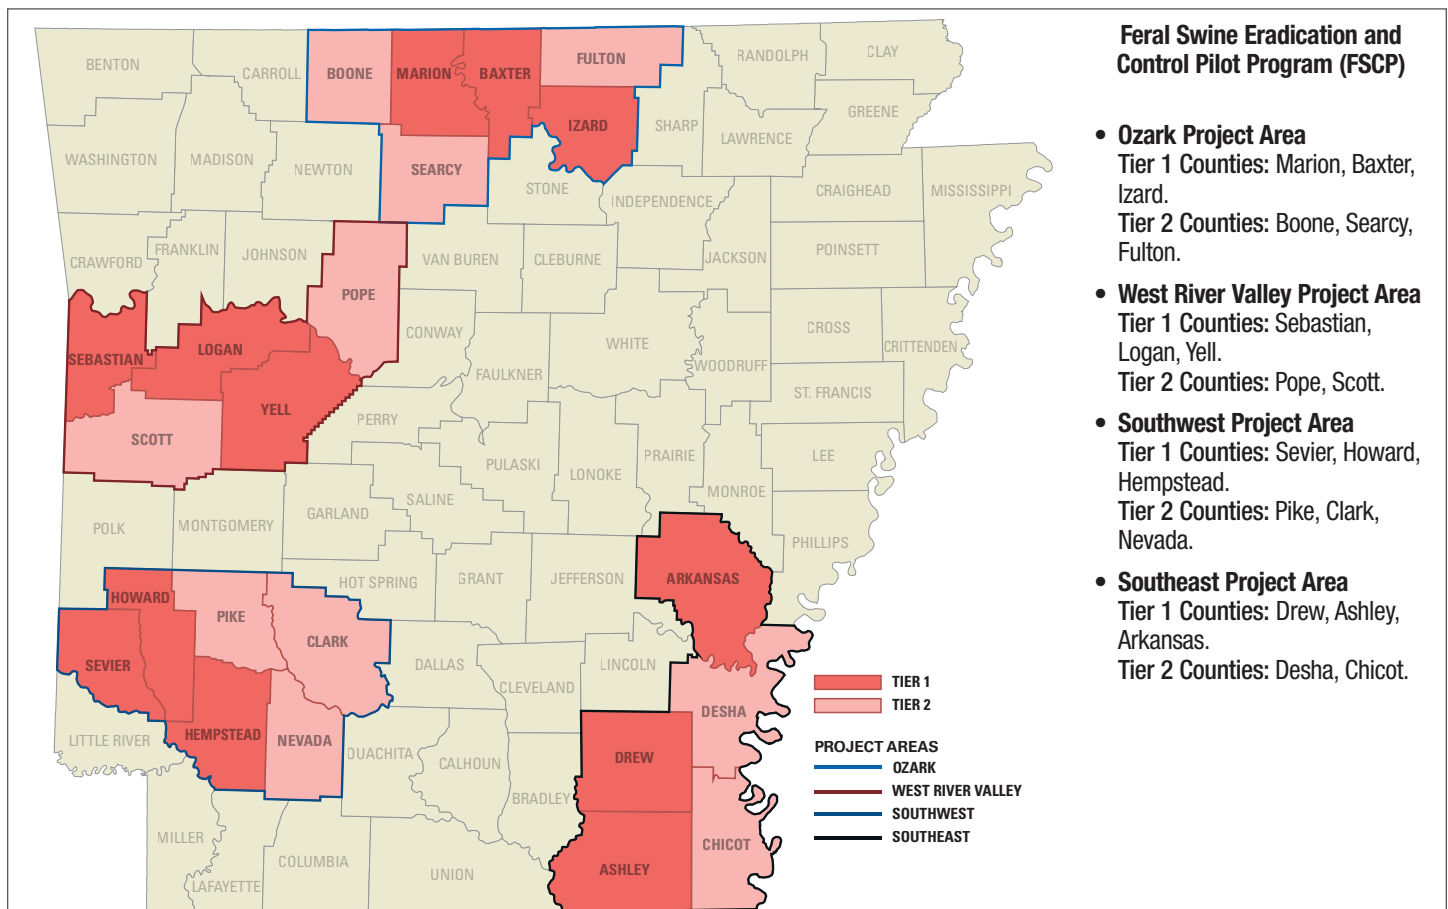 Feral Swine Eradication and
Control Pilot Program (FSCP)
• Ozark Project Area
Tier 1 Counties: Marion, Baxter,
Izard.
Tier 2 Counties: Boone, Searcy,
Fulton.
• West River Valley Project Area
Tier 1 Counties: Sebastian,
Logan, Yell.
Tier 2 Counties: Pope, Scott.
• Southwest Project Area
Tier 1 Counties: Sevier, Howard,
Hempstead.
Tier 2 Counties: Pike, Clark,
Nevada.
• Southeast Project Area
Tier 1 Counties: Drew, Ashley,
Arkansas.
Tier 2 Counties: Desha, Chicot.
BENTON
CARROLL
BOONE
MARION
BAXTER
FULTON
RANDOLPH
CLAY
GREENE
IZARD
SHARP
LAWRENCE
WASHINGTON
MADISON
NEWTON
SEARCY
STONE
INDEPENDENCE
CRAIGHEAD
MISSISSIPPI
CRAWFORD
FRANKLIN
JOHNSON
POPE
VAN BUREN
CLEBURNE
JACKSON
POINSETT
SEBASTIAN
LOGAN
CONWAY
FAULKNER
WHITE
WOODRUFF
CROSS
CRITTENDEN
ST. FRANCIS
SCOTT
YELL
PERRY
PULASKI
LONOKE
PRAIRIE
LEE
MONROE
POLK
MONTGOMERY
GARLAND
SALINE
PHILLIPS
HOT SPRING
GRANT
JEFFERSON
ARKANSAS
HOWARD
PIKE
CLARK
SEVIER
DALLAS
CLEVELAND
LINCOLN
DESHA
LITTLE RIVER
HEMPSTEAD
NEVADA
OUACHITA
CALHOUN
BRADLEY
DREW
MILLER
LAFAYETTE
COLUMBIA
UNION
ASHLEY
CHICOT
TIER 1
TIER 2
PROJECT AREAS
OZARK
WEST RIVER VALLEY
SOUTHWEST
SOUTHEAST